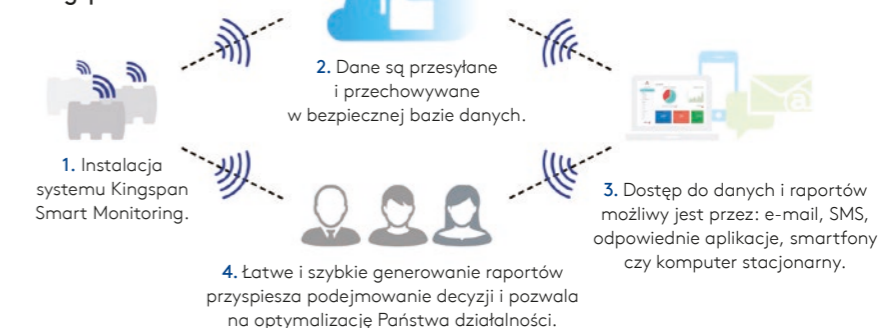 2. Dane są przesyłane
i przechowywane
w bezpiecznej bazie danych.
1. Instalacja
systemu Kingspan
Smart Monitoring.
3. Dostęp do danych i raportów
możliwy jest przez: e-mail, SMS,
odpowiednie aplikacje, smartfony
czy komputer stacjonarny.
4. Łatwe i szybkie generowanie raportów
przyspiesza podejmowanie decyzji i pozwala
na optymalizację Państwa działalności.